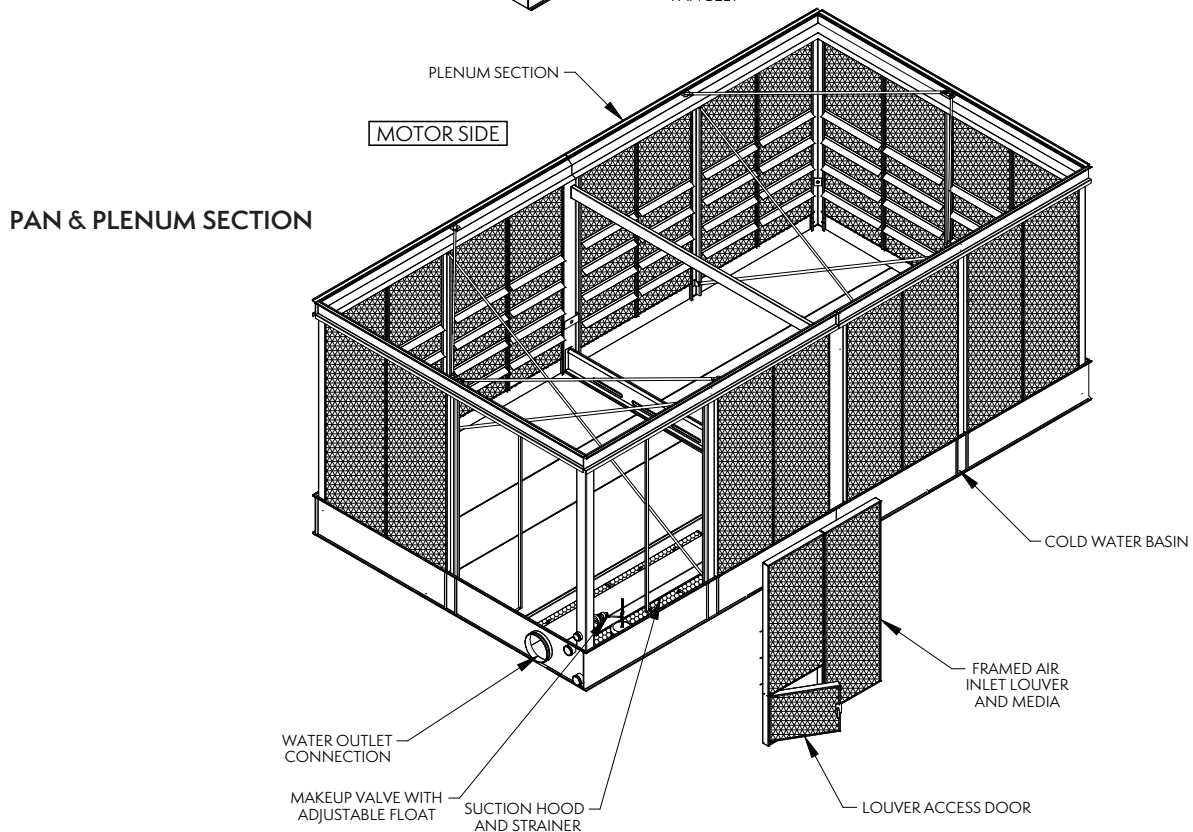 PLENUM SECTION
MOTOR SIDE
PAN & PLENUM SECTION
COLD WATER BASIN
FRAMED AIR
INLET LOUVER
AND MEDIA
WATER OUTLET
CONNECTION
MAKEUP VALVE WITH
ADJUSTABLE FLOAT
SUCTION HOOD
AND STRAINER
LOUVER ACCESS DOOR